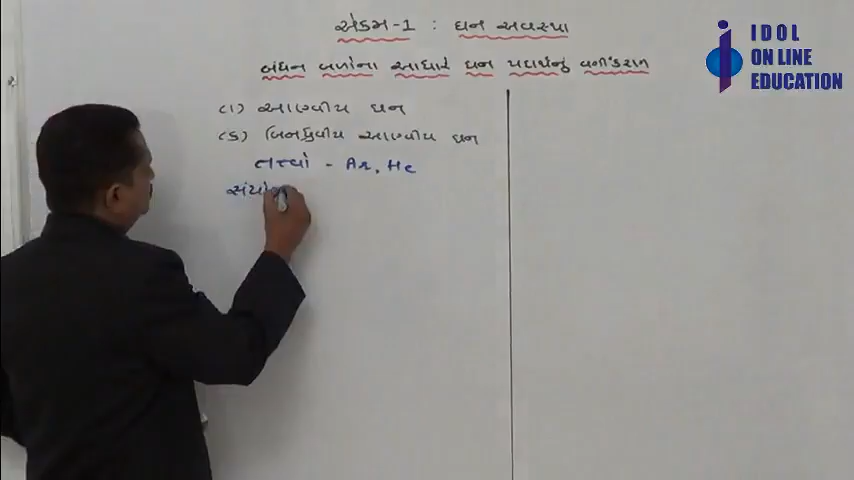 એકમ-1 : ઘન અવસ્થા
બંધન બળોના આધારે ઘન પદાર્થનું વર્ગીકરણ
(૧) આણ્વીય ઘન
(ક) બિનધ્રુવીય આણ્વીય ઘન
તત્ત્વો - Ar, He
IDOL
ON LINE
EDUCATION